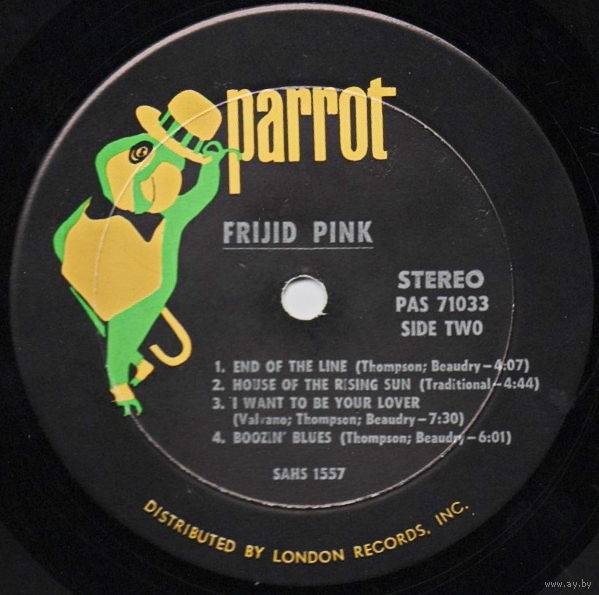 parrot
FRIJID PINK
STEREO
PAS 71033
SIDE TWO
1. END OF THE LINE (Thompson; Beaudry–4:07)
2. HOUSE OF THE RISING SUN (Traditional–4:44)
3. I WANT TO BE YOUR LOVER
(Valvano; Thompson; Beaudry–7:30)
4. BOOZIN' BLUES (Thompson; Beaudry–6:01)
SAHS 1557
DISTRIBUTED BY LONDON RECORDS, INC.
www.ay.by